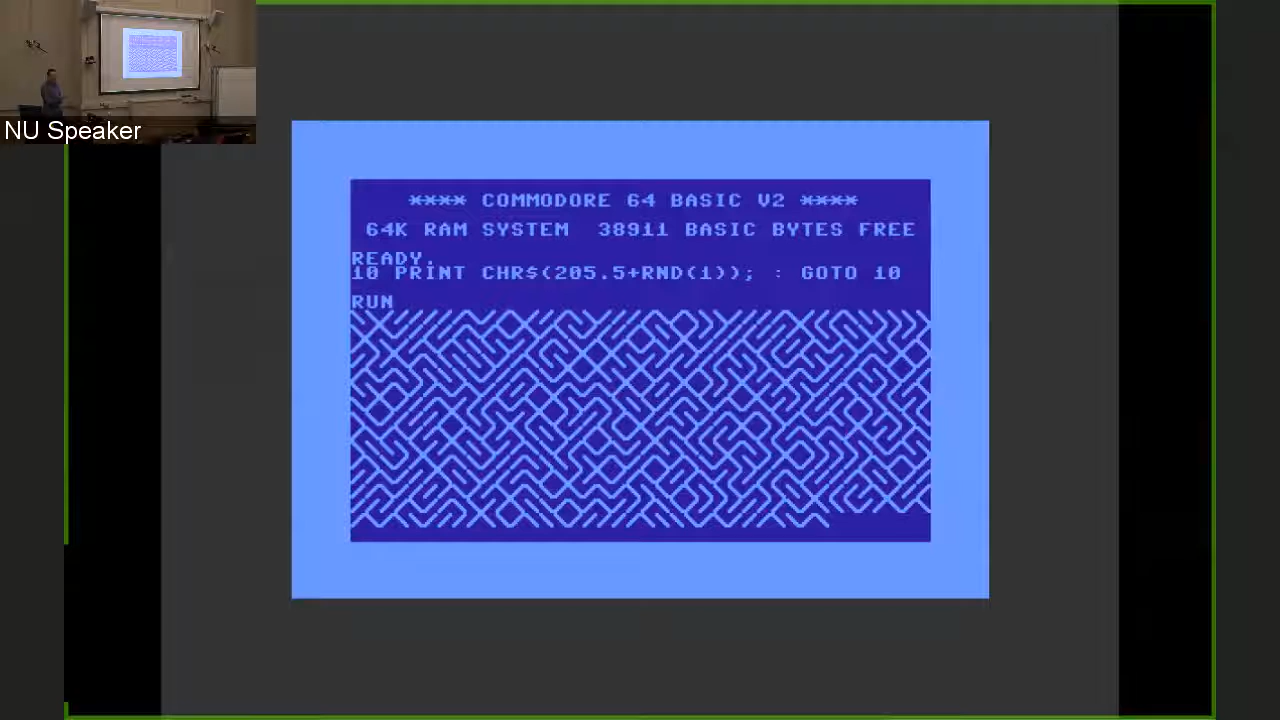 NU Speaker
**** COMMODORE 64 BASIC V2 ****
64K RAM SYSTEM  38911 BASIC BYTES FREE
READY.
10 PRINT CHR$(205.5+RND(1)); : GOTO 10
RUN